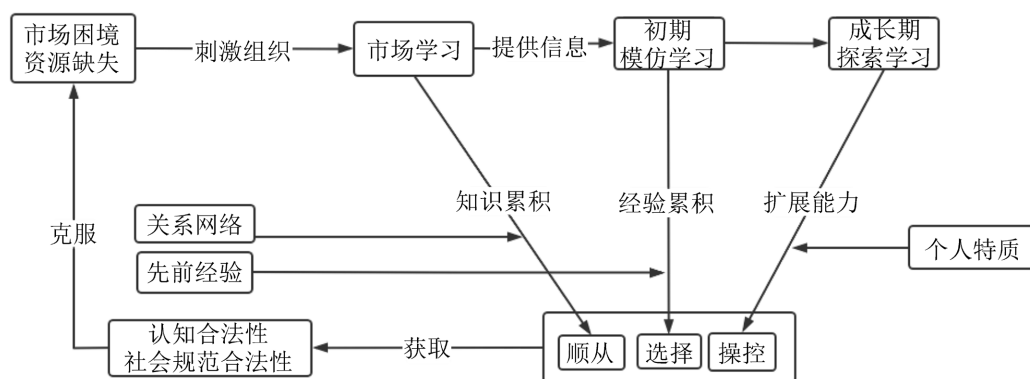 市场困境
资源缺失
刺激组织
市场学习
提供信息
初期
模仿学习
成长期
探索学习
知识累积
经验累积
扩展能力
克服
关系网络
先前经验
个人特质
认知合法性
社会规范合法性
获取
顺从
选择
操控